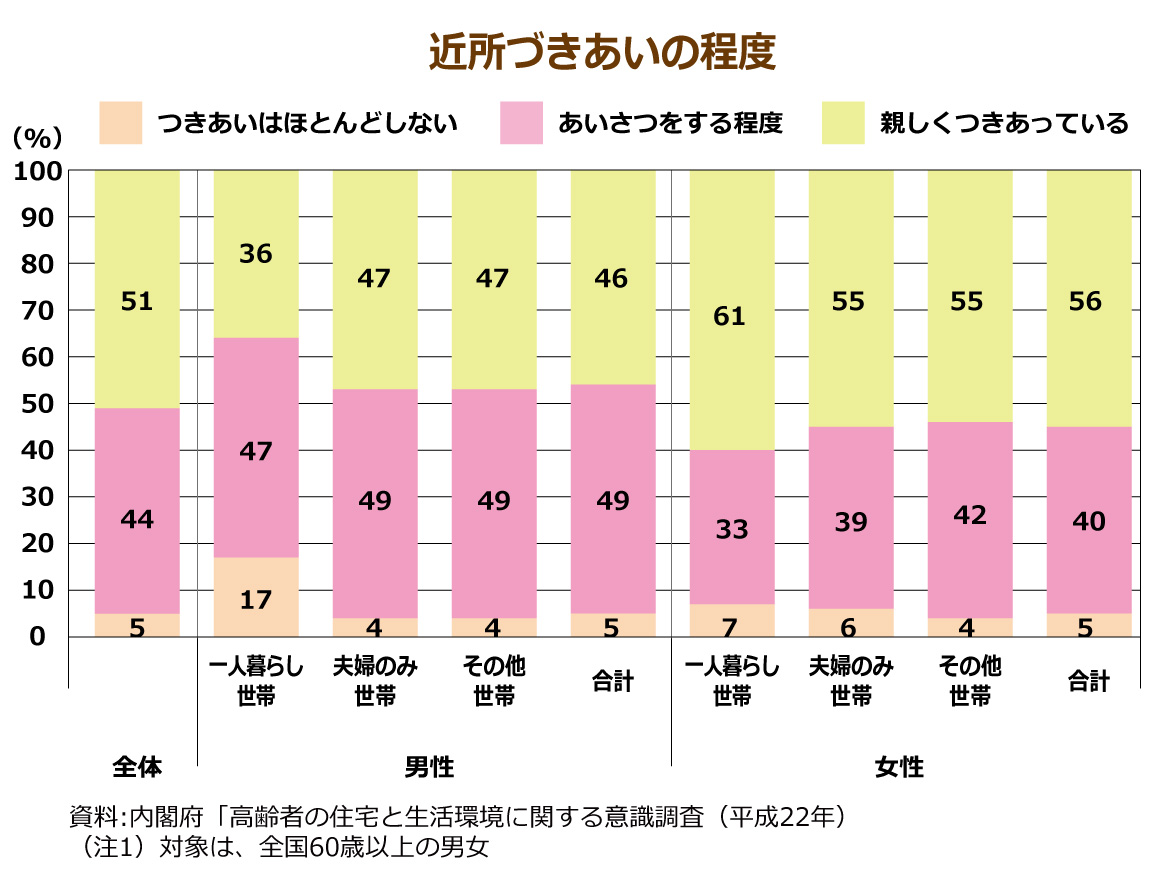 近所づきあいの程度
つきあいはほとんどしない あいさつをする程度 親しくつきあっている
(%)
100
90
80
70
60
50
40
30
20
10
0
51 36 47 47 46 61 55 55 56
44 47 49 49 49 33 39 42 40
5 17 4 4 5 7 6 4 5
一人暮らし 夫婦のみ その他 合計 一人暮らし 夫婦のみ その他 合計
世帯 世帯 世帯 世帯 世帯 世帯
全体 男性 女性
資料:内閣府「高齢者の住宅と生活環境に関する意識調査（平成22年）
（注1）対象は、全国60歳以上の男女